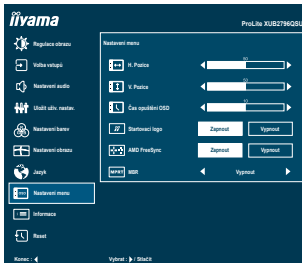 iiyama
ProLite XUB2796QSU
Regulace obrazu
Nastavení menu
Volba vstupů
H. Pozice
50
Nastavení audio
V. Pozice
50
Uložit uživ. nastav.
Čas opuštění OSD
10
Nastavení barev
Startovací logo
Zapnout
Vypnout
Nastavení obrazu
AMD FreeSync
Zapnout
Vypnout
Jazyk
MPRT
MBR
Vypnout
OSD
Nastavení menu
Informace
Reset
Konec :
Vybrat : / Stlačit